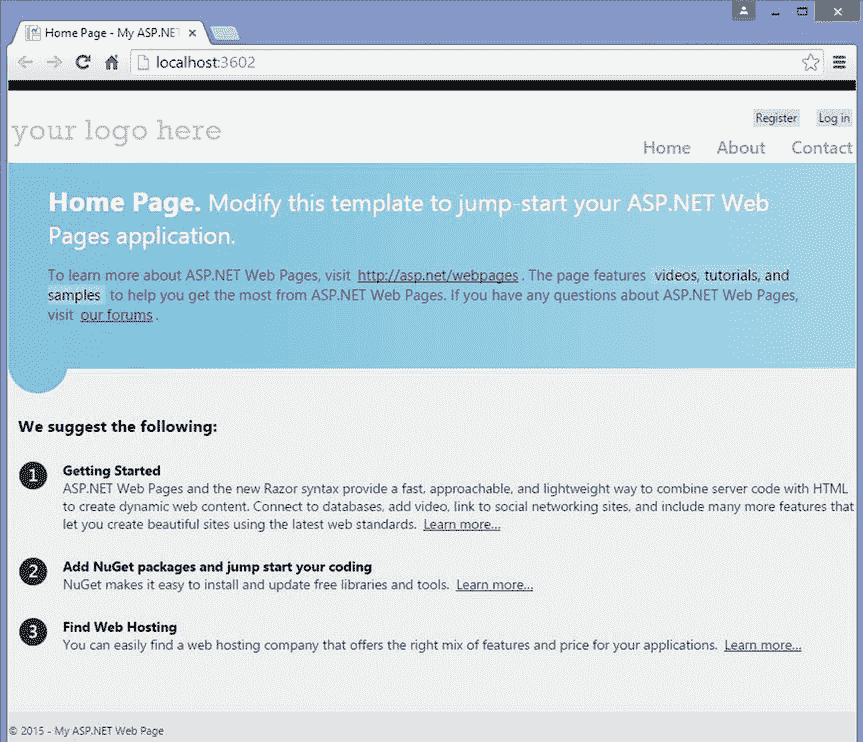 Home Page - My ASP.NET
localhost:3602
your logo here
Register Log in
Home About Contact
Home Page. Modify this template to jump-start your ASP.NET Web
Pages application.
To learn more about ASP.NET Web Pages, visit http://asp.net/webpages. The page features videos, tutorials, and
samples to help you get the most from ASP.NET Web Pages. If you have any questions about ASP.NET Web Pages,
visit our forums.
We suggest the following:
1 Getting Started
ASP.NET Web Pages and the new Razor syntax provide a fast, approachable, and lightweight way to combine server code with HTML
to create dynamic web content. Connect to databases, add video, link to social networking sites, and include many more features that
let you create beautiful sites using the latest web standards. Learn more...
2 Add NuGet packages and jump start your coding
NuGet makes it easy to install and update free libraries and tools. Learn more...
3 Find Web Hosting
You can easily find a web hosting company that offers the right mix of features and price for your applications. Learn more...
© 2015 - My ASP.NET Web Page